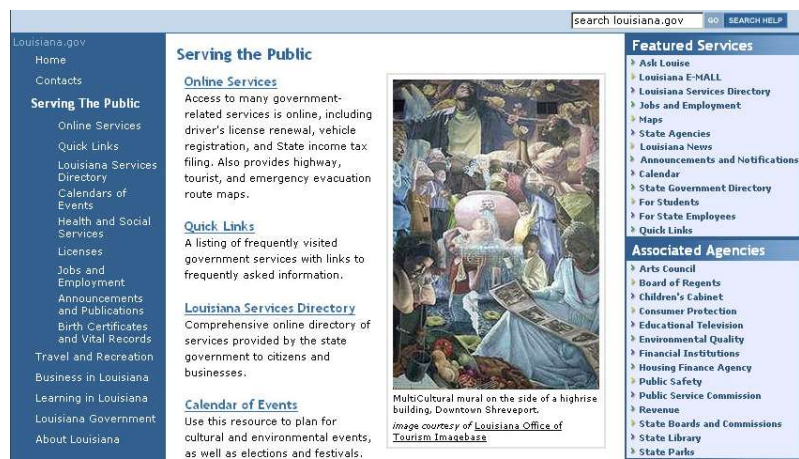 search louisiana.gov GO SEARCH HELP
Louisiana.gov
Home
Contacts
Serving The Public
Online Services
Quick Links
Louisiana Services
Directory
Calendars of
Events
Health and Social
Services
Licenses
Jobs and
Employment
Announcements
and Publications
Birth Certificates
and Vital Records
Travel and Recreation
Business in Louisiana
Learning in Louisiana
Louisiana Government
About Louisiana
Serving the Public
Online Services
Access to many government-
related services is online, including
driver's license renewal, vehicle
registration, and State income tax
filing. Also provides highway,
tourist, and emergency evacuation
route maps.
Quick Links
A listing of frequently visited
government services with links to
frequently asked information.
Louisiana Services Directory
Comprehensive online directory of
services provided by the state
government to citizens and
businesses.
Calendar of Events
Use this resource to plan for
cultural and environmental events,
as well as elections and festivals.
MultiCultural mural on the side of a highrise
building, Downtown Shreveport.
image courtesy of Louisiana Office of
Tourism Imagebase
Featured Services
Ask Louise
Louisiana E-MALL
Louisiana Services Directory
Jobs and Employment
Maps
State Agencies
Louisiana News
Announcements and Notifications
Calendar
State Government Directory
For Students
For State Employees
Quick Links
Associated Agencies
Arts Council
Board of Regents
Children's Cabinet
Consumer Protection
Educational Television
Environmental Quality
Financial Institutions
Housing Finance Agency
Public Safety
Public Service Commission
Revenue
State Boards and Commissions
State Library
State Parks